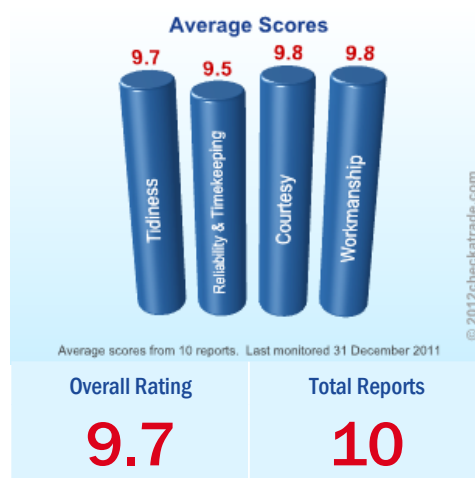 Average Scores
9.7
9.5
9.8
9.8
Tidiness
Reliability & Timekeeping
Courtesy
Workmanship
© 2012checkatrade.com
Average scores from 10 reports. Last monitored 31 December 2011
Overall Rating
Total Reports
9.7
10